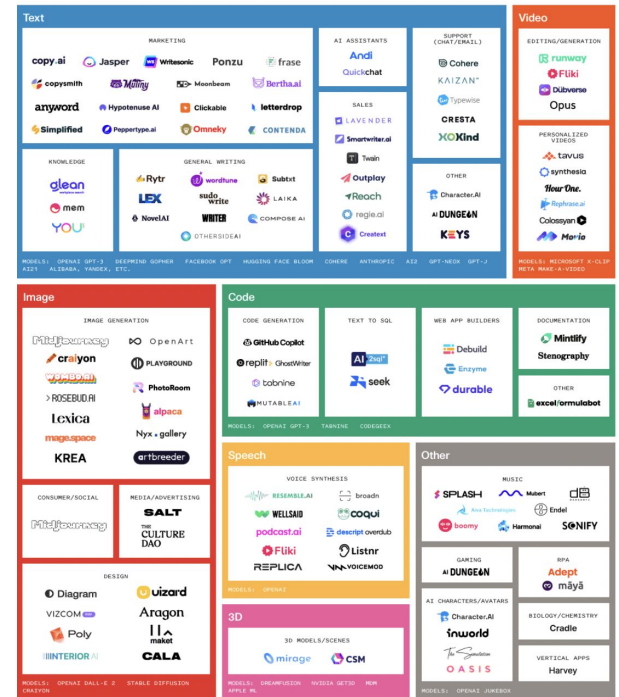 Text
MARKETING
copy.ai Jasper Writesonic Ponzu frase
copysmith Mutiny Moonbeam Bertha.ai
anyword Hypotenuse AI Clickable letterdrop
Simplified Peppertype.ai Omneky CONTENDA
KNOWLEDGE
glean
mem
YOU
GENERAL WRITING
Rytr wordtune Subtxt
LEX sudo write LAIKA
NovelAI WRITER COMPOSE AI
OTHERSIDEAI
AI ASSISTANTS
Andi
Quickchat
SALES
LAVENDER
Smartwriter.ai
Twain
Outplay
Reach
regie.ai
Creatext
SUPPORT
(CHAT/EMAIL)
Cohere
KAIZAN
Typewise
CRESTA
XOKind
OTHER
Character.AI
AI DUNGEON
KEYS
MODELS: OPENAI GPT-3 DEEPMIND GOPHER FACEBOOK OPT HUGGING FACE BLOOM COHERE ANTHROPIC AI2 GPT-NEOX GPT-J
AI21 ALIBABA, YANDEX, ETC.
Video
EDITING/GENERATION
runway
Fliki
Dübverse
Opus
PERSONALIZED
VIDEOS
tavus
synthesia
Hour One.
Rephrase.ai
Colossyan
Movio
MODELS: MICROSOFT X-CLIP
META MAKE-A-VIDEO
Image
IMAGE GENERATION
Midjourney OpenArt
craiyon PLAYGROUND
WOMBO.AI PhotoRoom
ROSEBUD.AI alpaca
Lexica Nyx.gallery
mage.space artbreeder
KREA
CONSUMER/SOCIAL
Midjourney
MEDIA/ADVERTISING
SALT
THE
CULTURE
DAO
DESIGN
Diagram uizard
VIZCOM Aragon
Poly maket
INTERIOR AI CALA
MODELS: OPENAI DALL-E 2 STABLE DIFFUSION
CRAIYON
Code
CODE GENERATION
GitHub Copilot
replit GhostWriter
tabnine
MUTABLEAI
TEXT TO SQL
AI 2sql
seek
WEB APP BUILDERS
Debuild
Enzyme
durable
DOCUMENTATION
Mintlify
Stenography
OTHER
excelformulabot
MODELS: OPENAI GPT-3 TABNINE CODEGEEX
Speech
VOICE SYNTHESIS
RESEMBLE.AI broadn
WELLSAID coqui
podcast.ai descript overdub
Fliki Listnr
REPLICA VOICEMOD
MODELS: OPENAI
3D
3D MODELS/SCENES
mirage CSM
MODELS: DREAMFUSION NVIDIA GET3D MDM
APPLE ML
Other
MUSIC
SPLASH Mubert dB
Endel
boomy Harmonai SONIFY
GAMING
AI DUNGEON
RPA
Adept
māyā
AI CHARACTERS/AVATARS
Character.AI
inworld
The Simulation
OASIS
BIOLOGY/CHEMISTRY
Cradle
VERTICAL APPS
Harvey
MODELS: OPENAI JUKEBOX